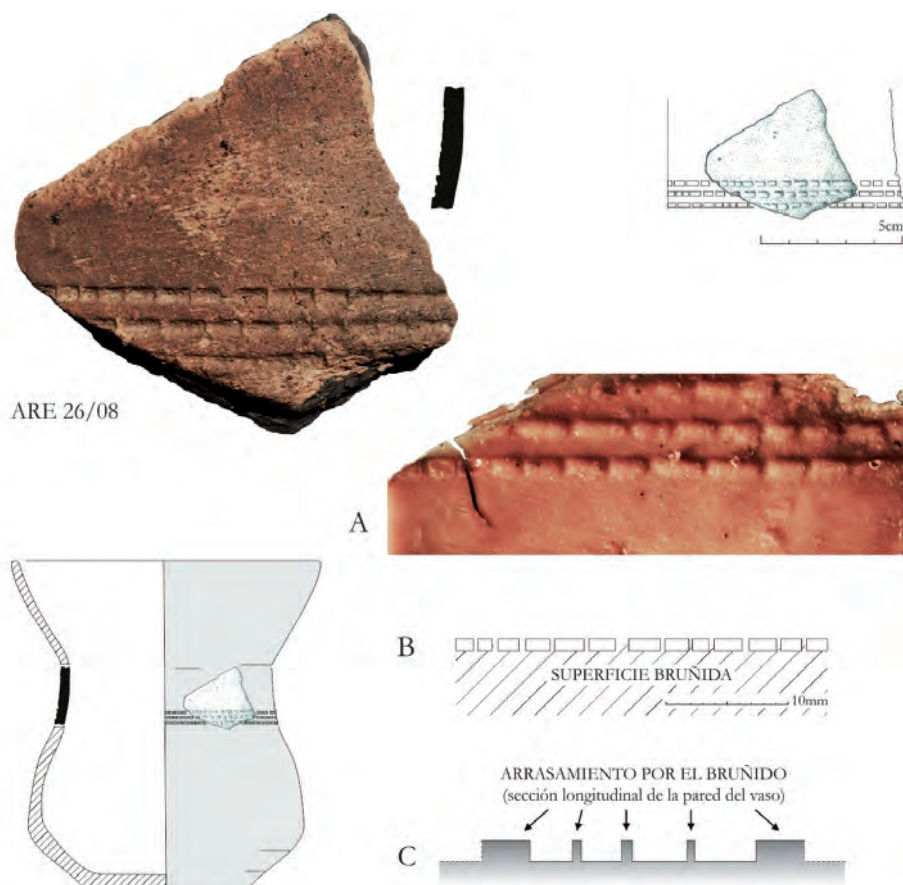 5cm
ARE 26/08
A
B
SUPERFICIE BRUÑIDA
10mm
ARRASAMIENTO POR EL BRUÑIDO
(sección longitudinal de la pared del vaso)
C